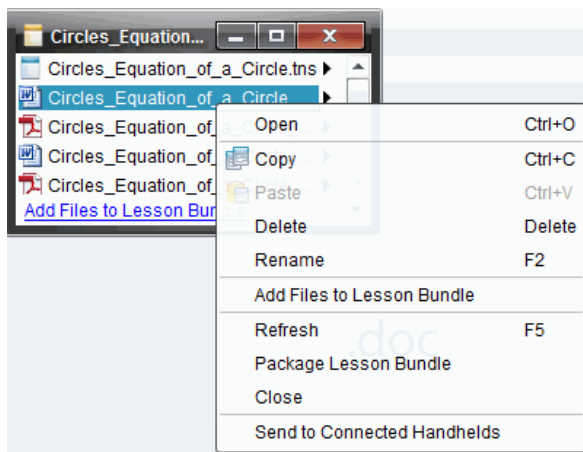 Circles_Equation...
Circles_Equation_of_a_Circle.tns
Circles_Equation_of_a_Circle...
Circles_Equation_of_
Circles_Equation_of_
Circles_Equation_of_
Add Files to Lesson Bun
Open Ctrl+O
Copy Ctrl+C
Paste Ctrl+V
Delete Delete
Rename F2
Add Files to Lesson Bundle
Refresh F5
.doc
Package Lesson Bundle
Close
Send to Connected Handhelds